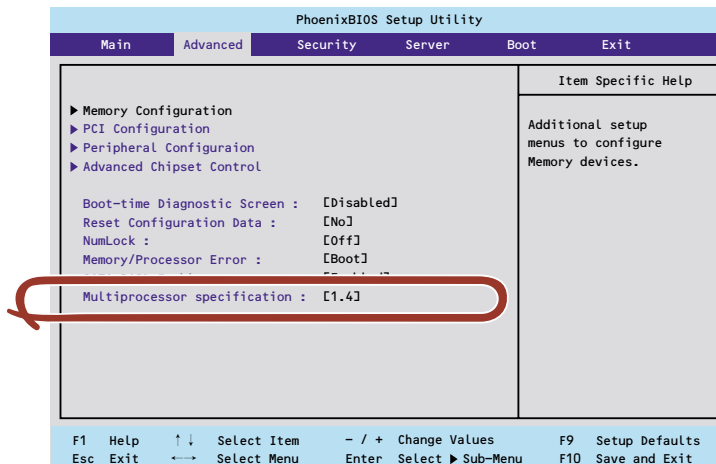 PhoenixBIOS Setup Utility
Main Advanced Security Server Boot Exit
Item Specific Help
▶ Memory Configuration
▶ PCI Configuration
▶ Peripheral Configuraion
▶ Advanced Chipset Control
Additional setup
menus to configure
Memory devices.
Boot-time Diagnostic Screen : [Disabled]
Reset Configuration Data : [No]
NumLock : [Off]
Memory/Processor Error : [Boot]
Multiprocessor specification : [1.4]
F1 Help ↑↓ Select Item - / + Change Values F9 Setup Defaults
Esc Exit ←→ Select Menu Enter Select ▶ Sub-Menu F10 Save and Exit